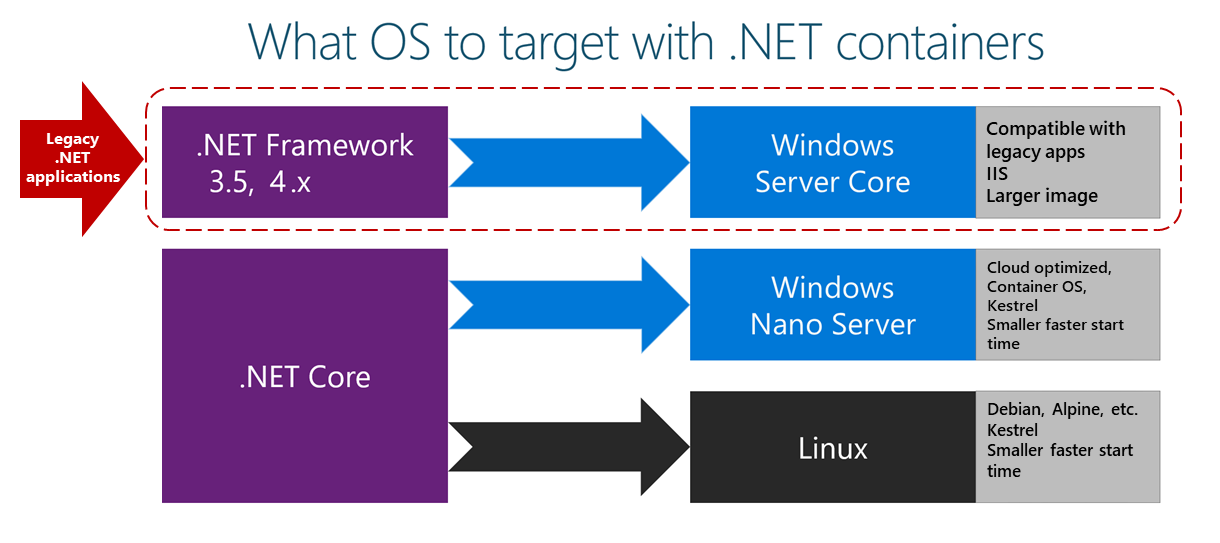 What OS to target with .NET containers
Legacy
.NET
applications
.NET Framework
3.5, 4.x
Windows
Server Core
Compatible with
legacy apps
IIS
Larger image
.NET Core
Windows
Nano Server
Cloud optimized,
Container OS,
Kestrel
Smaller faster start
time
Linux
Debian, Alpine, etc.
Kestrel
Smaller faster start
time